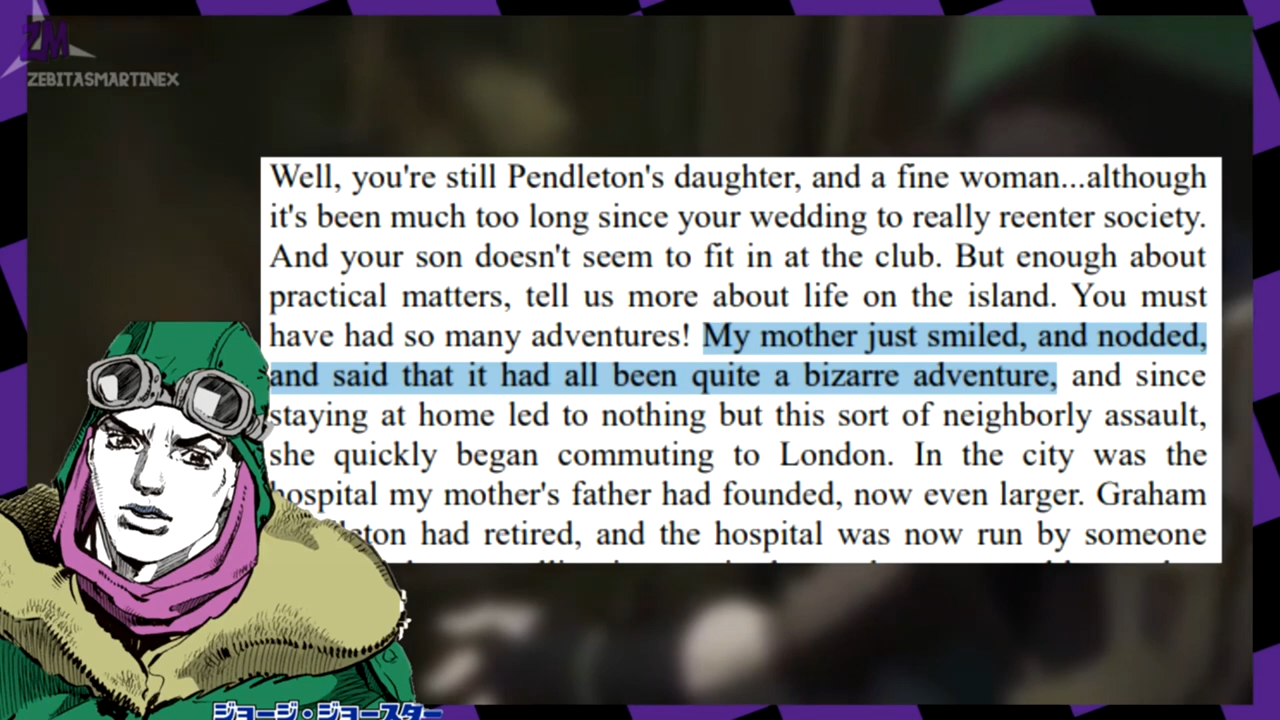 ZM
ZEBITASMARTINEX
Well, you're still Pendleton's daughter, and a fine woman...although
it's been much too long since your wedding to really reenter society.
And your son doesn't seem to fit in at the club. But enough about
practical matters, tell us more about life on the island. You must
have had so many adventures! My mother just smiled, and nodded,
and said that it had all been quite a bizarre adventure, and since
staying at home led to nothing but this sort of neighborly assault,
she quickly began commuting to London. In the city was the
hospital my mother's father had founded, now even larger. Graham
had retired, and the hospital was now run by someone
ジョージ・ジョースター